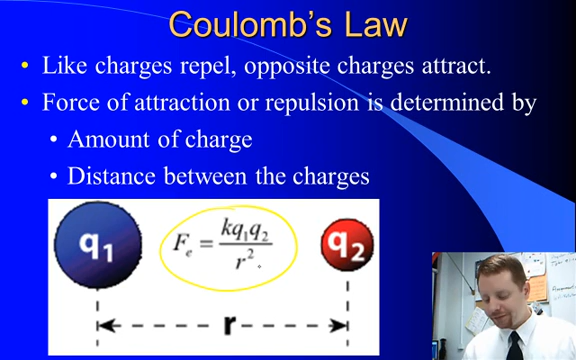 Coulomb's Law
• Like charges repel, opposite charges attract.
• Force of attraction or repulsion is determined by
• Amount of charge
• Distance between the charges
q₁
Fₑ = kq₁q₂ / r²
q₂
r